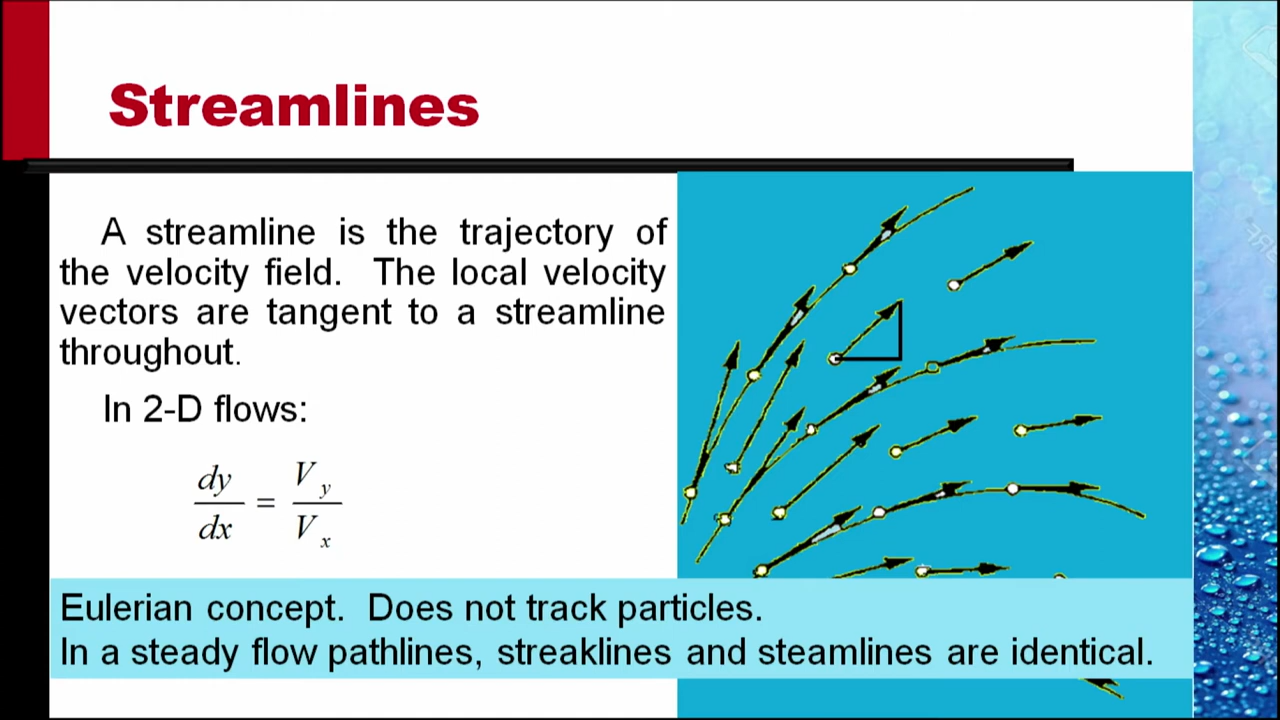 Streamlines
A streamline is the trajectory of
the velocity field. The local velocity
vectors are tangent to a streamline
throughout.
In 2-D flows:
dy/dx = V_y/V_x
Eulerian concept. Does not track particles.
In a steady flow pathlines, streaklines and steamlines are identical.